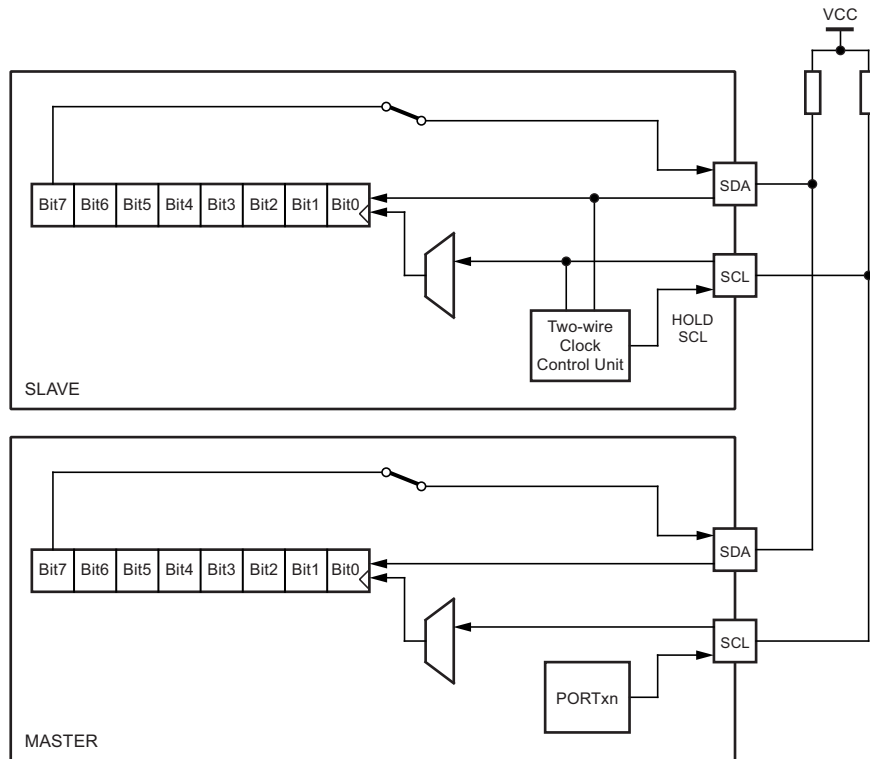 VCC
Bit7 Bit6 Bit5 Bit4 Bit3 Bit2 Bit1 Bit0
SDA
SCL
Two-wire
Clock
Control Unit
HOLD
SCL
SLAVE
Bit7 Bit6 Bit5 Bit4 Bit3 Bit2 Bit1 Bit0
SDA
SCL
PORTxn
MASTER